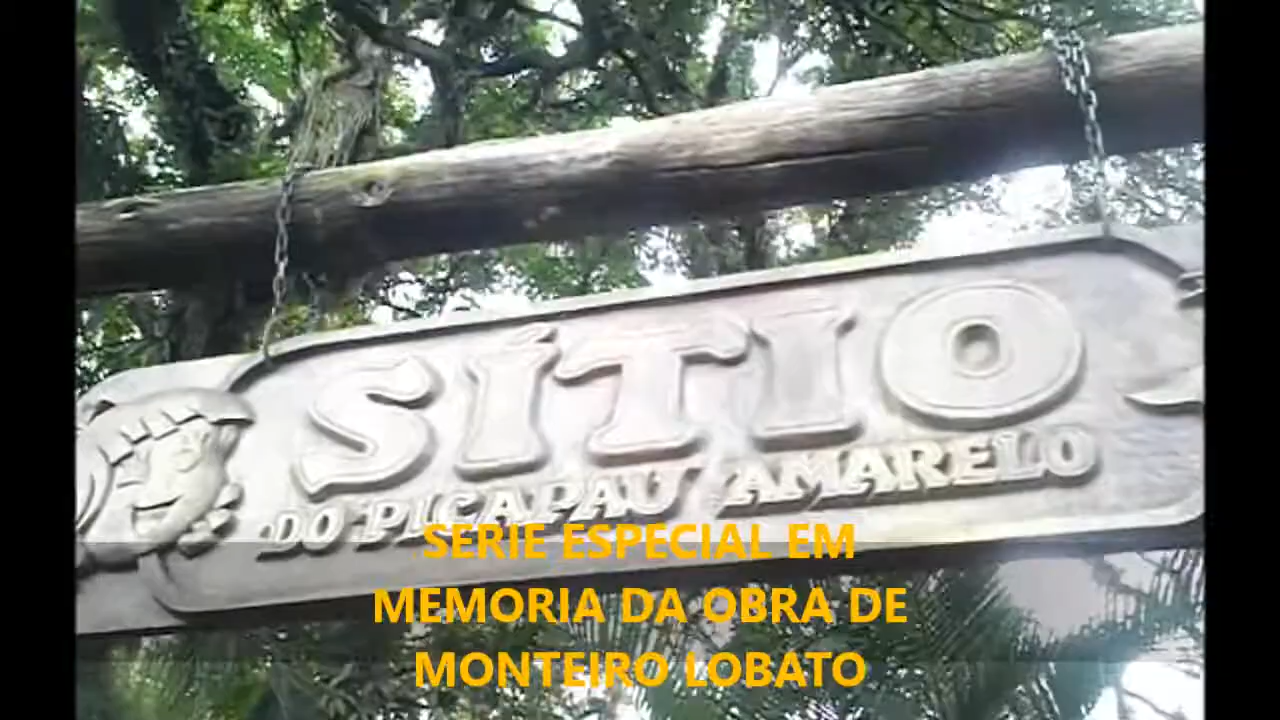 SÍTIO
DO PICAPAU AMARELO
SERIE ESPECIAL EM
MEMORIA DA OBRA DE
MONTEIRO LOBATO